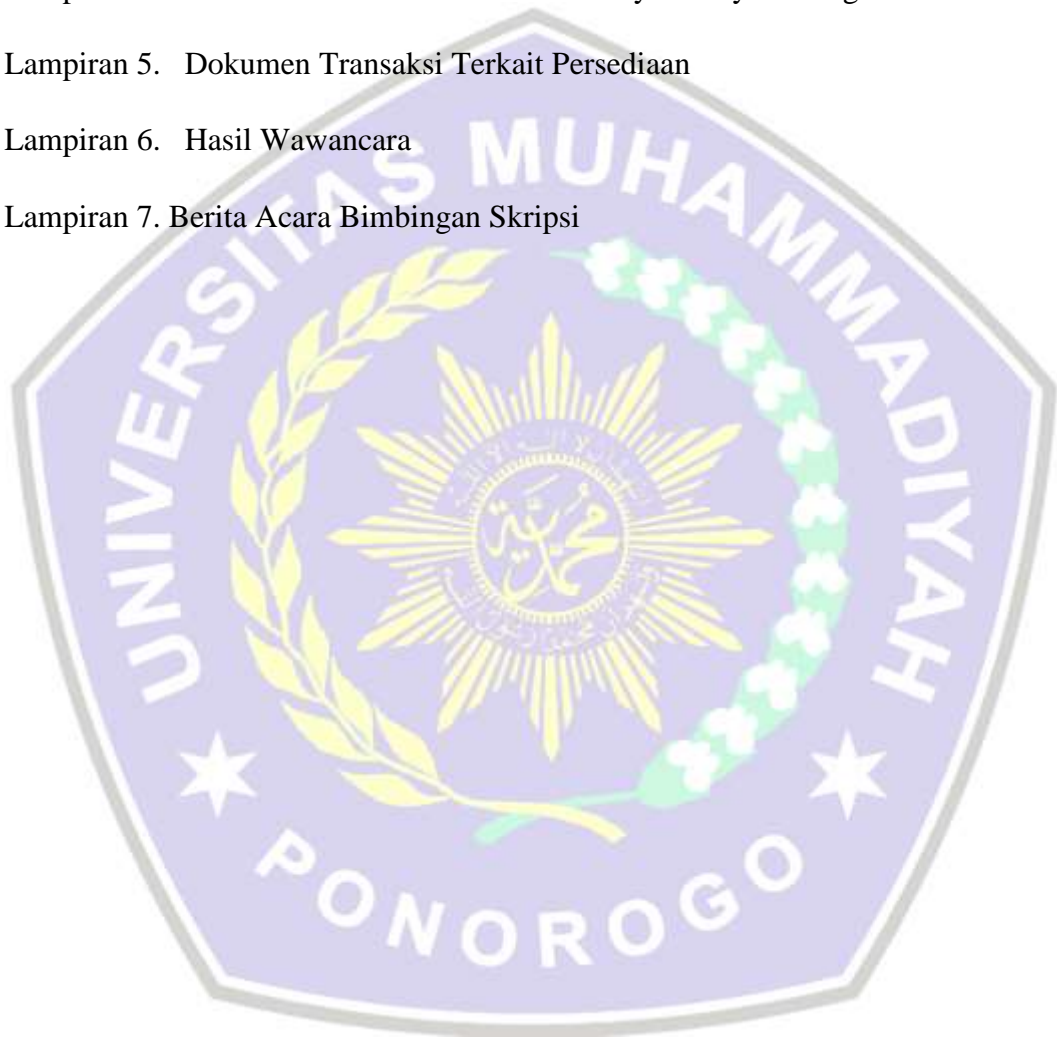 Lampiran 5. Dokumen Transaksi Terkait Persediaan
Lampiran 6. Hasil Wawancara
Lampiran 7. Berita Acara Bimbingan Skripsi
UNIVERSITAS MUHAMMADIYAH
PONOROGO
محمدية